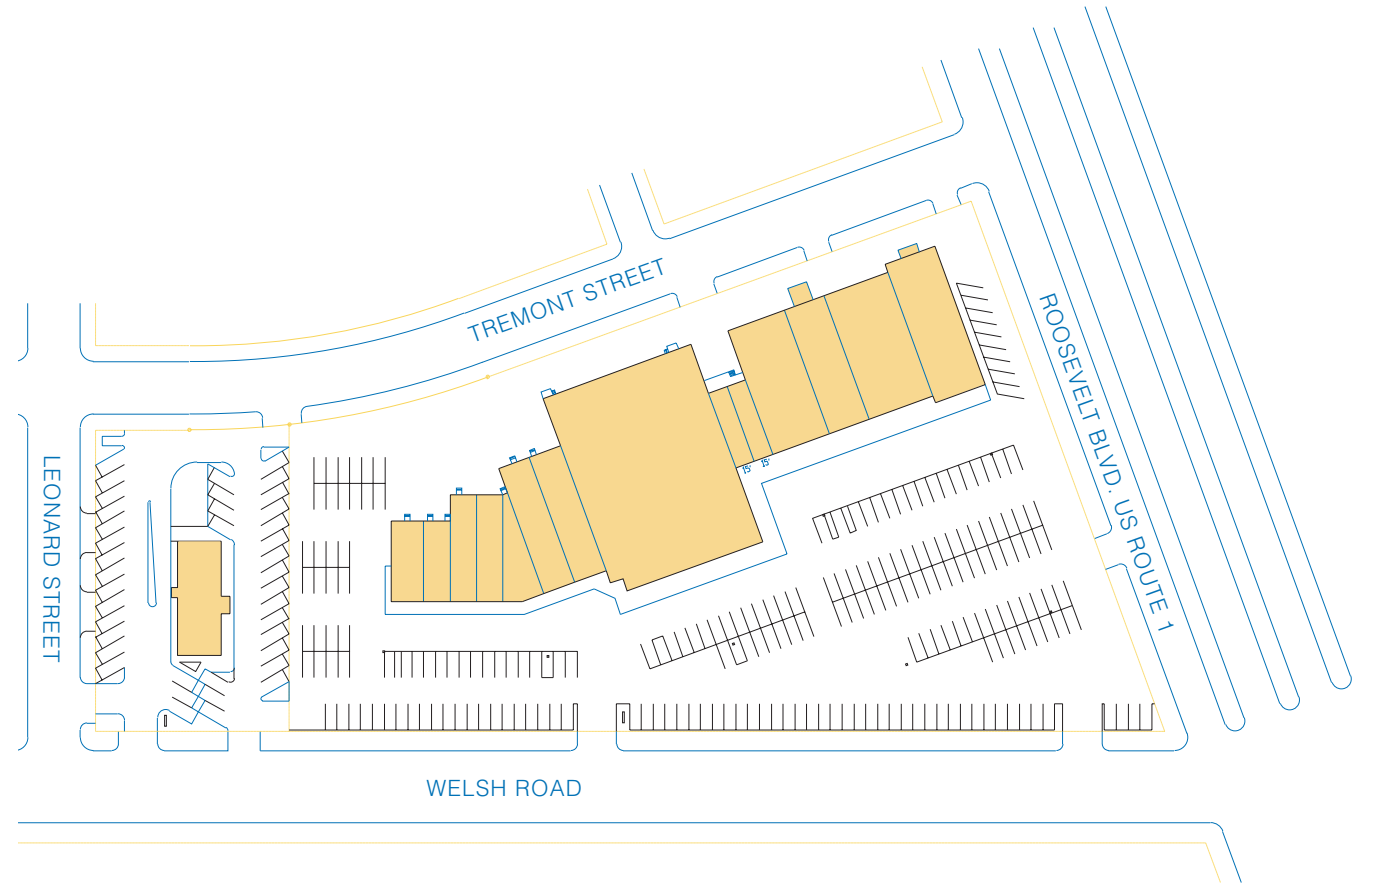 TREMONT STREET
ROOSEVELT BLVD. US ROUTE 1
15' 15'
LEONARD STREET
WELSH ROAD